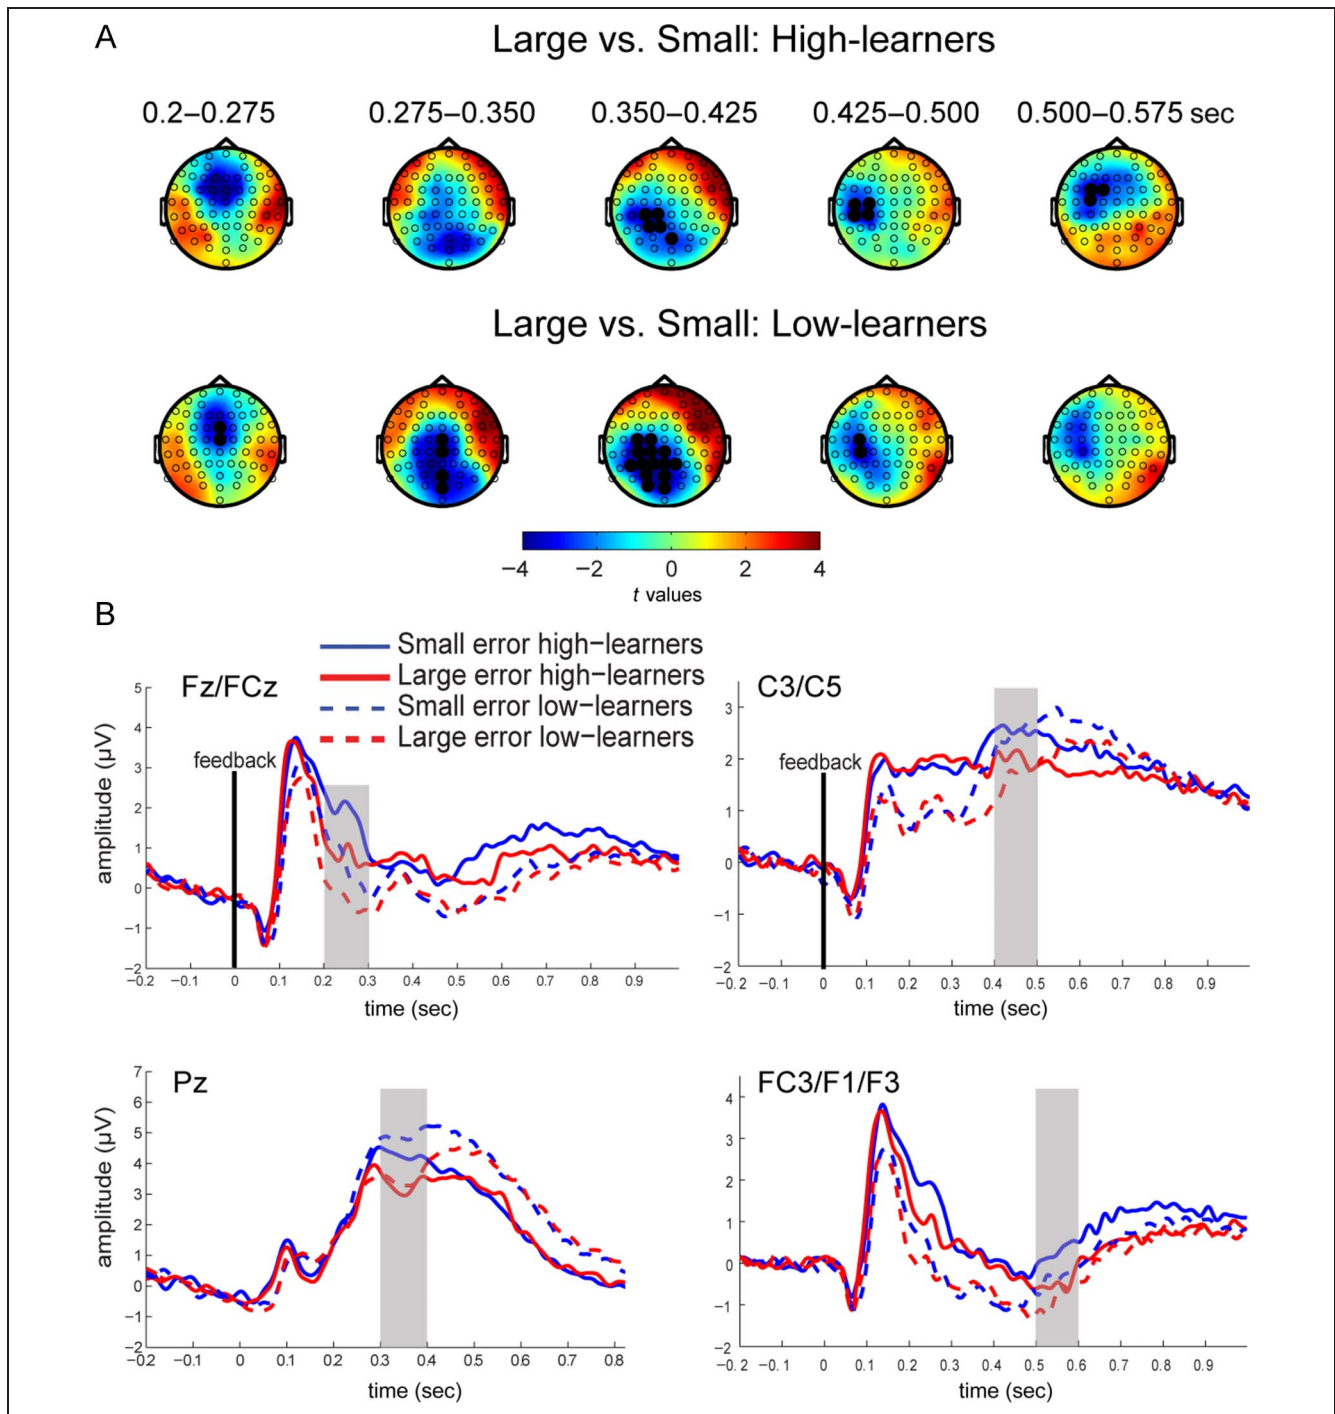 A
Large vs. Small: High-learners
0.2–0.275 0.275–0.350 0.350–0.425 0.425–0.500 0.500–0.575 sec
Large vs. Small: Low-learners
−4 −2 0 2 4
t values
B
Small error high−learners
Large error high−learners
Small error low−learners
Large error low−learners
Fz/FCz
feedback
amplitude (µV)
5
4
3
2
1
0
−1
−2
−0.2 −0.1 0 0.1 0.2 0.3 0.4 0.5 0.6 0.7 0.8 0.9
time (sec)
C3/C5
feedback
3
2
1
0
−1
−2
−0.2 −0.1 0 0.1 0.2 0.3 0.4 0.5 0.6 0.7 0.8 0.9
time (sec)
Pz
amplitude (µV)
7
6
5
4
3
2
1
0
−1
−2
−0.2 −0.1 0 0.1 0.2 0.3 0.4 0.5 0.6 0.7 0.8
time (sec)
FC3/F1/F3
4
3
2
1
0
−1
−2
−0.2 −0.1 0 0.1 0.2 0.3 0.4 0.5 0.6 0.7 0.8 0.9
time (sec)